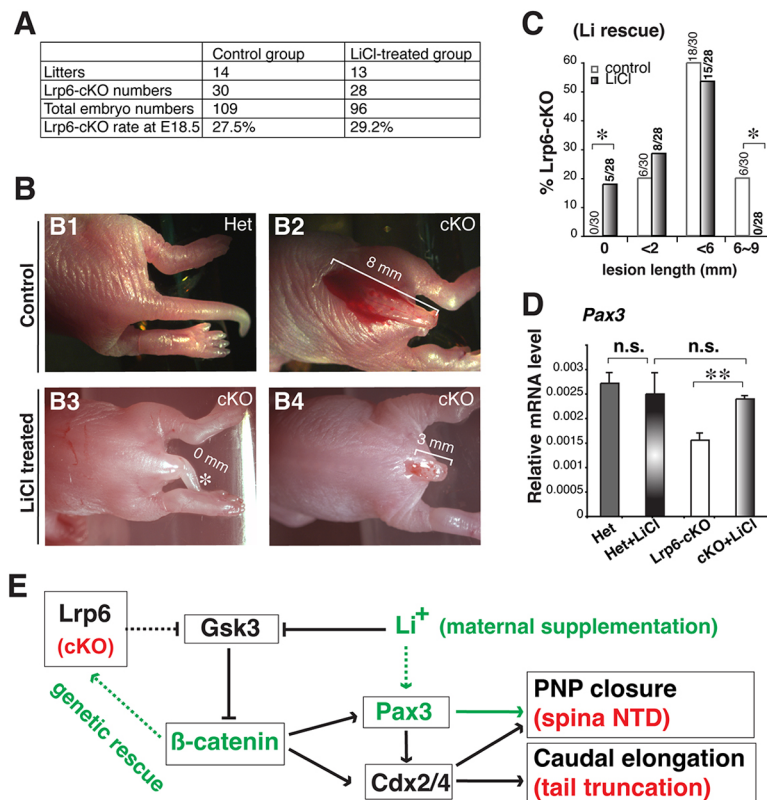 A
Control group LiCl-treated group
Litters 14 13
Lrp6-cKO numbers 30 28
Total embryo numbers 109 96
Lrp6-cKO rate at E18.5 27.5% 29.2%
B
Control
B1 Het
B2 cKO
8 mm
LiCl treated
B3 cKO
0 mm
*
B4 cKO
3 mm
C
(Li rescue)
control
LiCl
% Lrp6-cKO
60
50
40
30
20
10
0
0/30 5/28 6/30 8/28 18/30 15/28 6/30 0/28
* *
0 <2 <6 6~9
lesion length (mm)
D
Pax3
Relative mRNA level
n.s. n.s.
**
0.003
0.0025
0.002
0.0015
0.001
0.0005
0
Het Het+LiCl Lrp6-cKO cKO+LiCl
E
Lrp6
(cKO)
Gsk3
Li+ (maternal supplementation)
genetic rescue
ß-catenin
Pax3
Cdx2/4
PNP closure
(spina NTD)
Caudal elongation
(tail truncation)